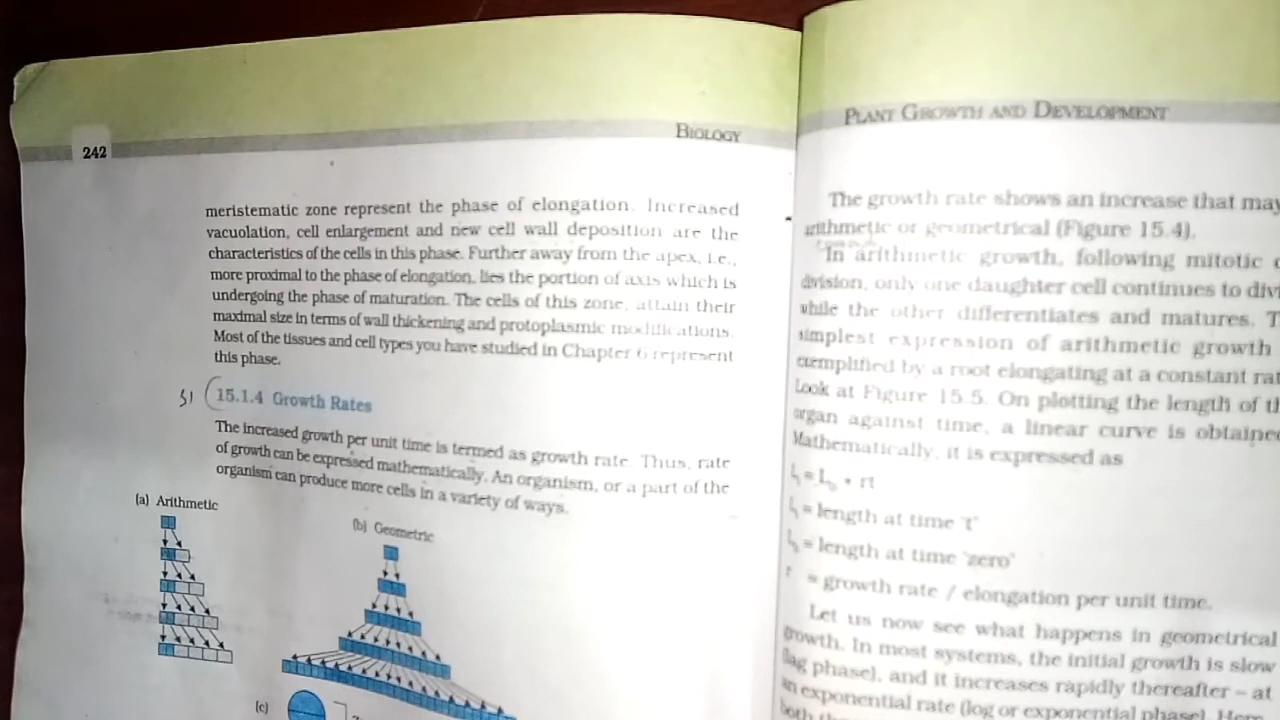 242
BIOLOGY
meristematic zone represent the phase of elongation. Increased
vacuolation, cell enlargement and new cell wall deposition are the
characteristics of the cells in this phase. Further away from the apex, i.e.,
more proximal to the phase of elongation, lies the portion of axis which is
undergoing the phase of maturation. The cells of this zone, attain their
maximal size in terms of wall thickening and protoplasmic modifications.
Most of the tissues and cell types you have studied in Chapter 6 represent
this phase.
15.1.4 Growth Rates
The increased growth per unit time is termed as growth rate. Thus, rate
of growth can be expressed mathematically. An organism, or a part of the
organism can produce more cells in a variety of ways.
(a) Arithmetic
(b) Geometric
(c)
PLANT GROWTH AND DEVELOPMENT
The growth rate shows an increase that may
arithmetic or geometrical (Figure 15.4).
In arithmetic growth, following mitotic
division, only one daughter cell continues to
while the other differentiates and matures.
simplest expression of arithmetic growth
exemplified by a root elongating at a constant
Look at Figure 15.5. On plotting the length of
organ against time, a linear curve is
Mathematically, it is expressed as
= length at time 't'
= length at time 'zero'
r = growth rate / elongation per unit time.
Let us now see what happens in geometrical
growth. In most systems, the initial growth is slow
(lag phase), and it increases rapidly thereafter – at
an exponential rate (log or exponential phase). Here